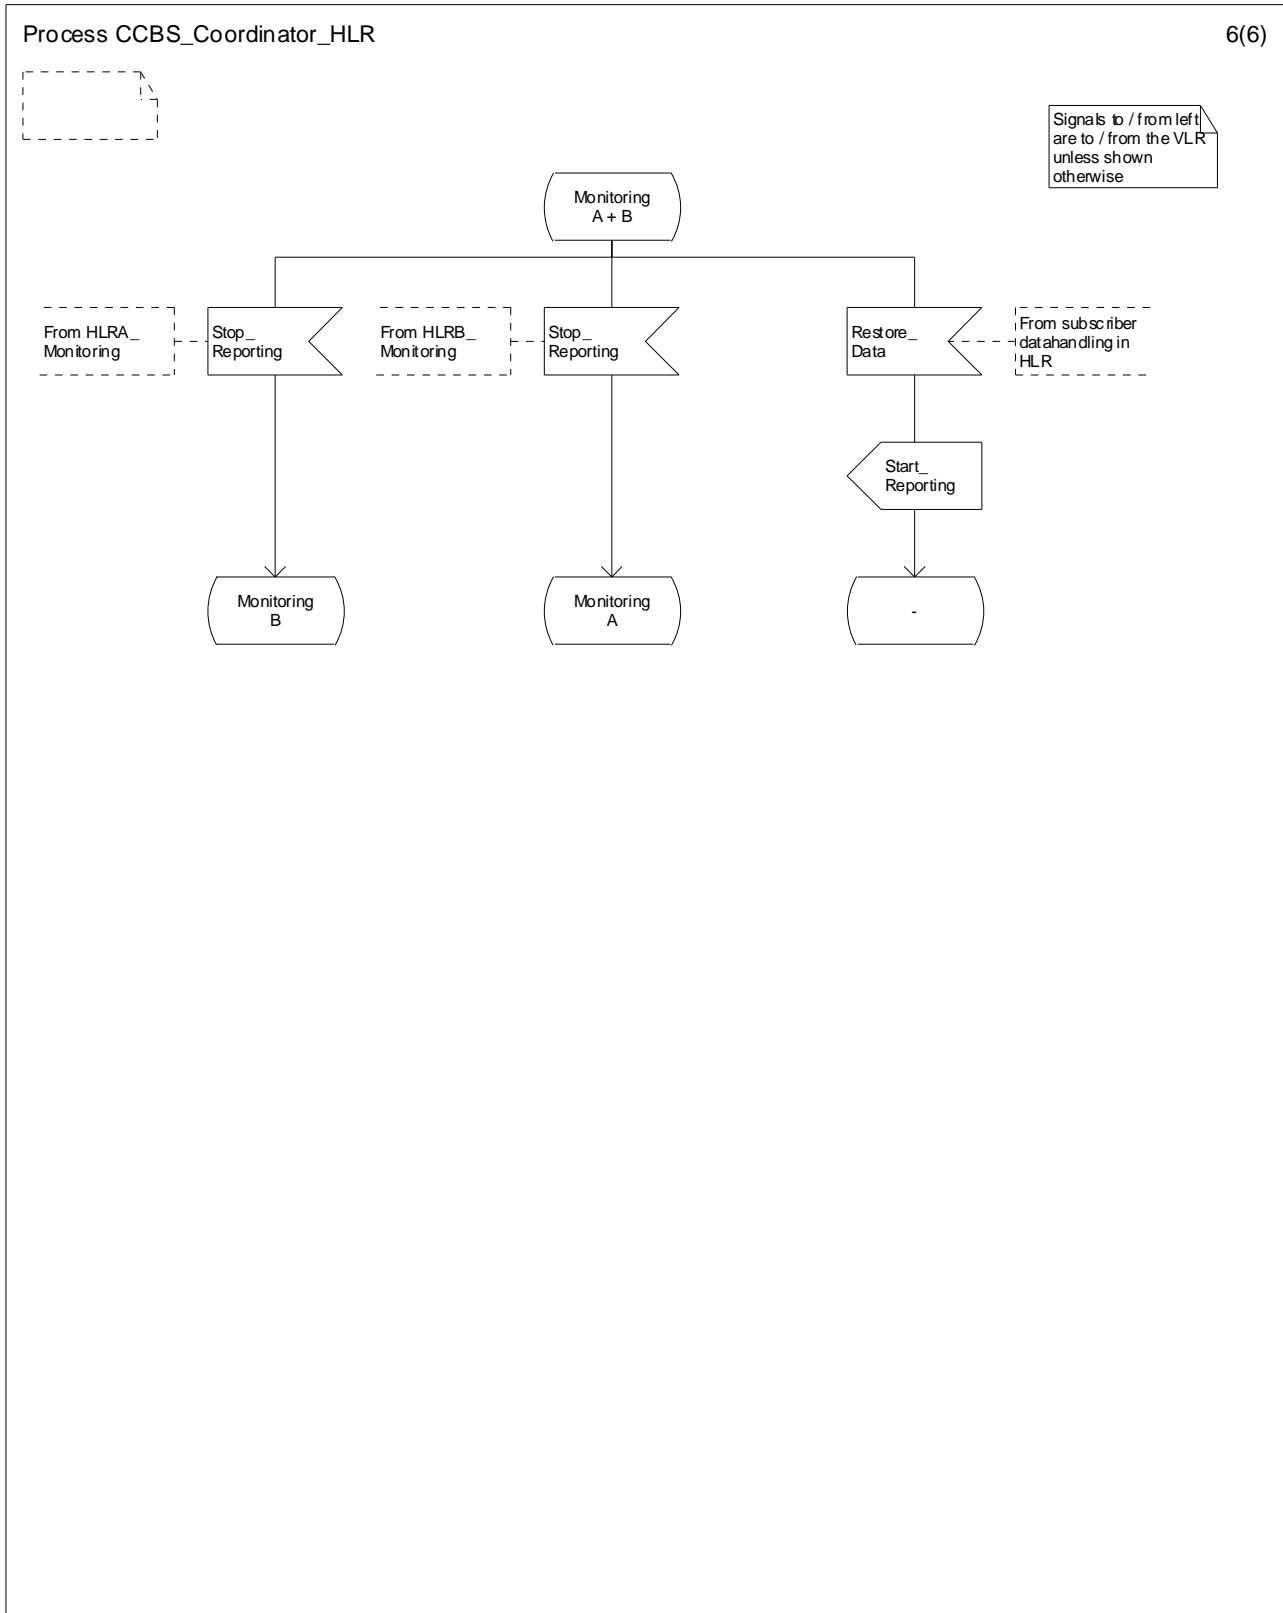 Process CCBS_Coordinator_HLR
6(6)
Signals to / from left
are to / from the VLR
unless shown
otherwise
Monitoring
A + B
From HLRA_
Monitoring
Stop_
Reporting
From HLRB_
Monitoring
Stop_
Reporting
Restore_
Data
From subscriber
datahandling in
HLR
Start_
Reporting
Monitoring
B
Monitoring
A
-